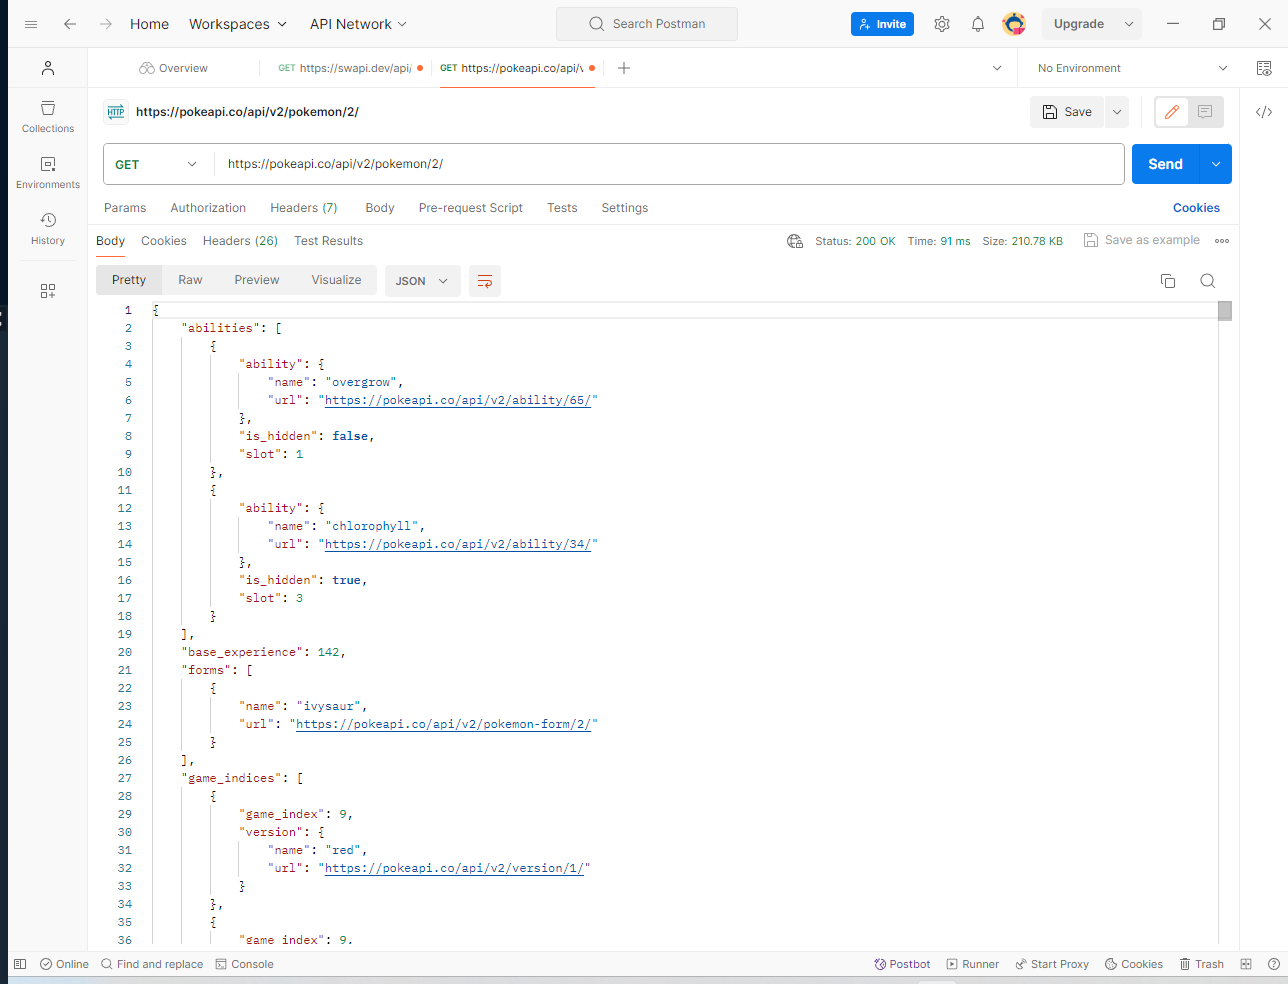 Home Workspaces API Network Search Postman Invite Upgrade
Overview GET https://swapi.dev/api/ GET https://pokeapi.co/api/v No Environment
HTTP https://pokeapi.co/api/v2/pokemon/2/ Save </>
Collections
Environments
History
GET https://pokeapi.co/api/v2/pokemon/2/ Send
Params Authorization Headers (7) Body Pre-request Script Tests Settings Cookies
Body Cookies Headers (26) Test Results Status: 200 OK Time: 91 ms Size: 210.78 KB Save as example
Pretty Raw Preview Visualize JSON
1 {
2 "abilities": [
3 {
4 "ability": {
5 "name": "overgrow",
6 "url": "https://pokeapi.co/api/v2/ability/65/"
7 },
8 "is_hidden": false,
9 "slot": 1
10 },
11 {
12 "ability": {
13 "name": "chlorophyll",
14 "url": "https://pokeapi.co/api/v2/ability/34/"
15 },
16 "is_hidden": true,
17 "slot": 3
18 }
19 ],
20 "base_experience": 142,
21 "forms": [
22 {
23 "name": "ivysaur",
24 "url": "https://pokeapi.co/api/v2/pokemon-form/2/"
25 }
26 ],
27 "game_indices": [
28 {
29 "game_index": 9,
30 "version": {
31 "name": "red",
32 "url": "https://pokeapi.co/api/v2/version/1/"
33 }
34 },
35 {
36 "game_index": 9,
Online Find and replace Console Postbot Runner Start Proxy Cookies Trash